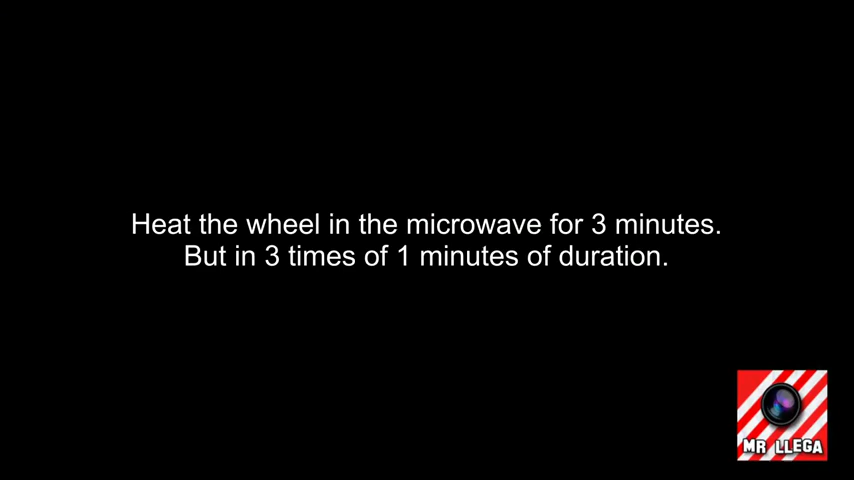 Heat the wheel in the microwave for 3 minutes.
But in 3 times of 1 minutes of duration.
MR LLEGA